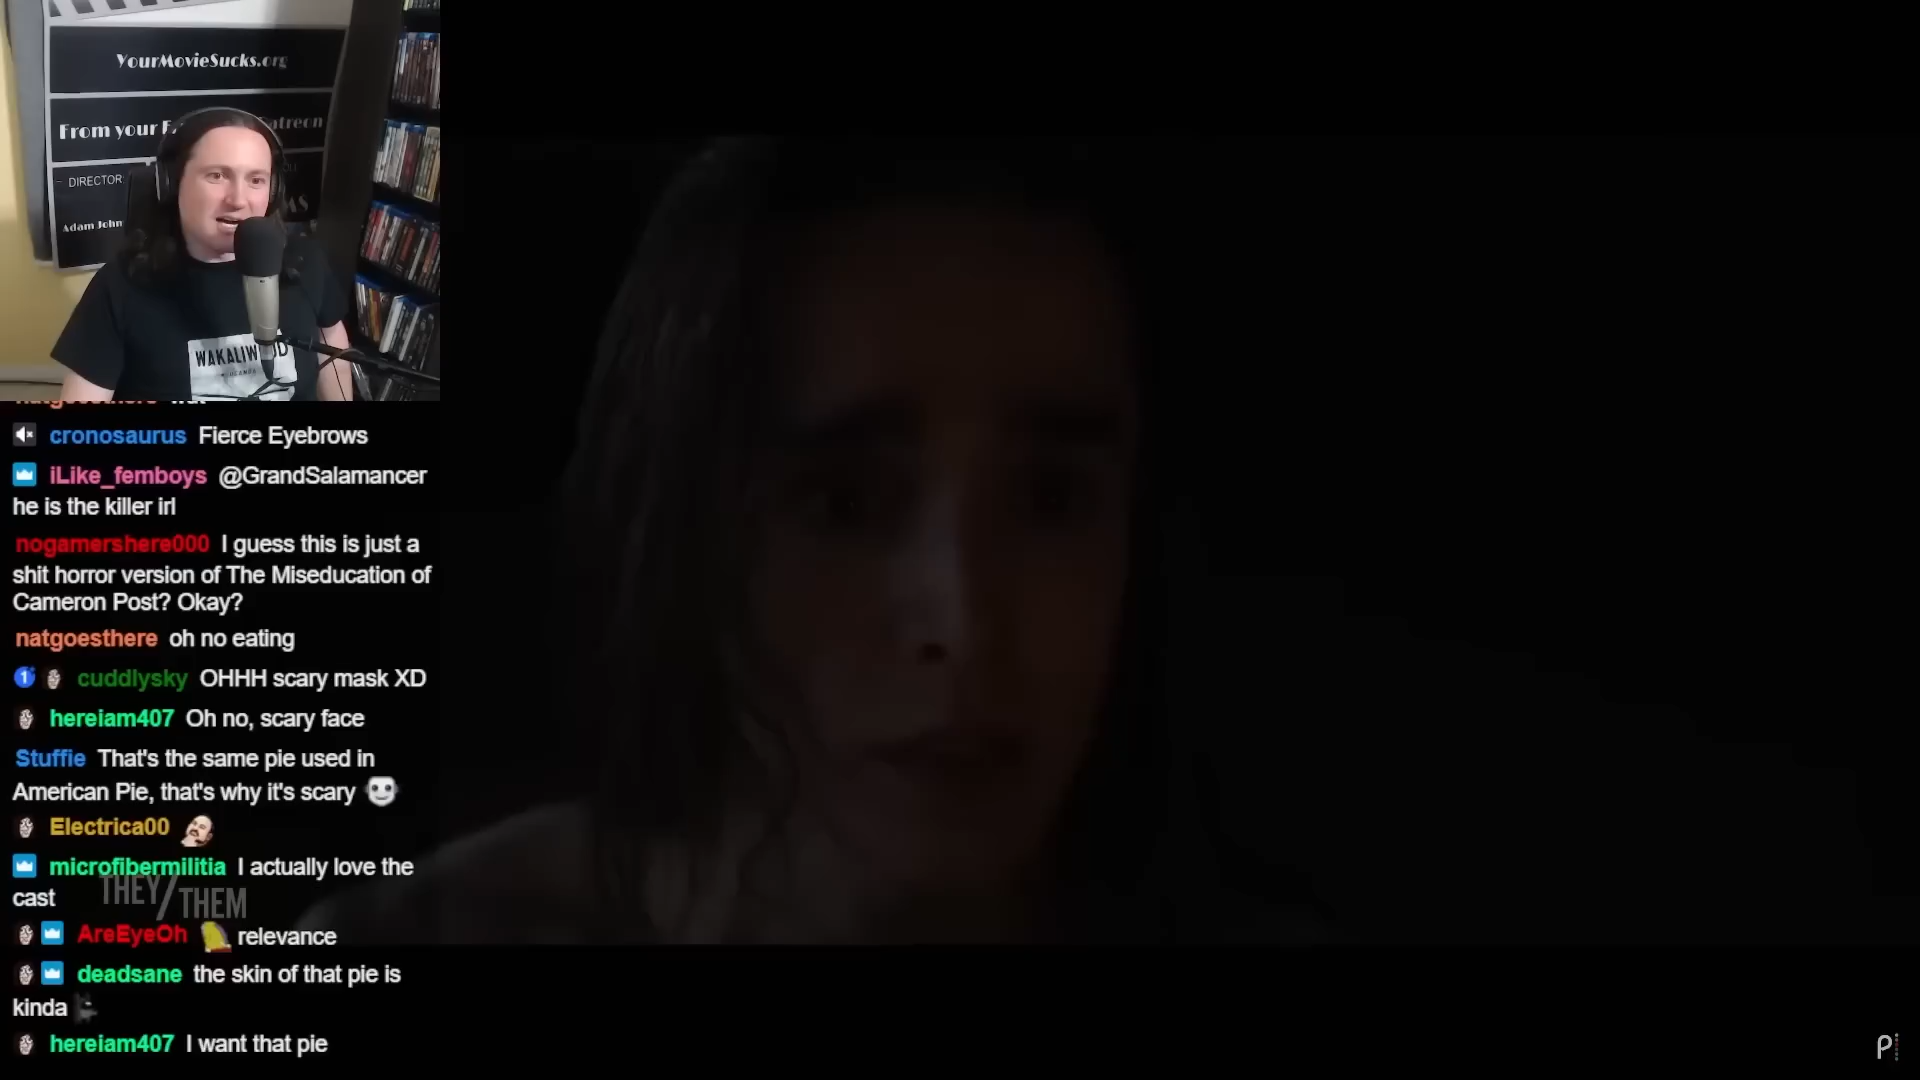 YourMovieSucks.org
From your F
Patreon
DIRECTOR:
Adam John
WAKALIWOOD
UGANDA
cronosaurus Fierce Eyebrows
iLike_femboys @GrandSalamancer
he is the killer irl
nogamershere000 I guess this is just a
shit horror version of The Miseducation of
Cameron Post? Okay?
natgoesthere oh no eating
cuddlysky OHHH scary mask XD
hereiam407 Oh no, scary face
Stuffie That's the same pie used in
American Pie, that's why it's scary
Electrica00
microfibermilitia I actually love the
cast
THEY/THEM
AreEyeOh relevance
deadsane the skin of that pie is
kinda
hereiam407 I want that pie
P